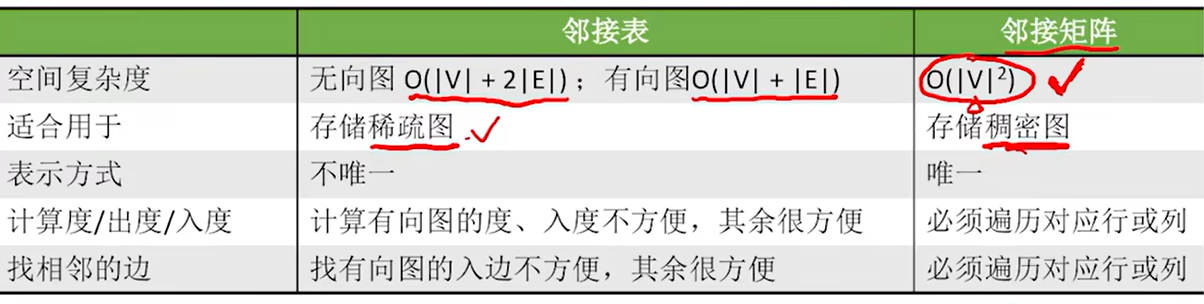 邻接表 邻接矩阵
空间复杂度 无向图 O(|V| + 2|E|)；有向图O(|V| + |E|) O(|V|²)
适合用于 存储稀疏图 存储稠密图
表示方式 不唯一 唯一
计算度/出度/入度 计算有向图的度、入度不方便，其余很方便 必须遍历对应行或列
找相邻的边 找有向图的入边不方便，其余很方便 必须遍历对应行或列